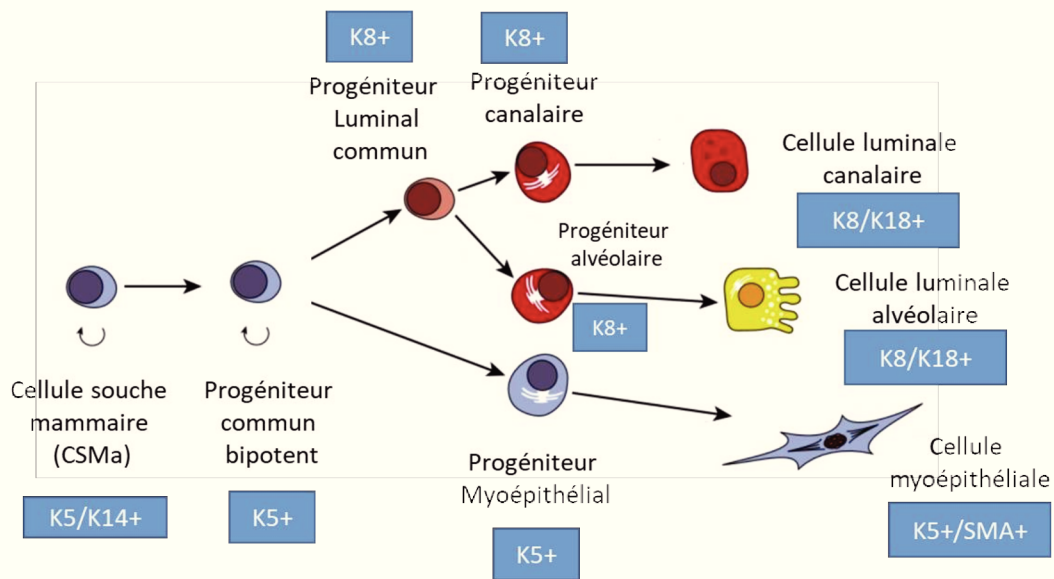 K8+
K8+
Progéniteur
Luminal
commun
Progéniteur
canalaire
Cellule luminale
canalaire
K8/K18+
Progéniteur
alvéolaire
K8+
Cellule luminale
alvéolaire
K8/K18+
Cellule souche
mammaire
(CSMa)
K5/K14+
Progéniteur
commun
bipotent
K5+
Progéniteur
Myoépithélial
K5+
Cellule
myoépithéliale
K5+/SMA+